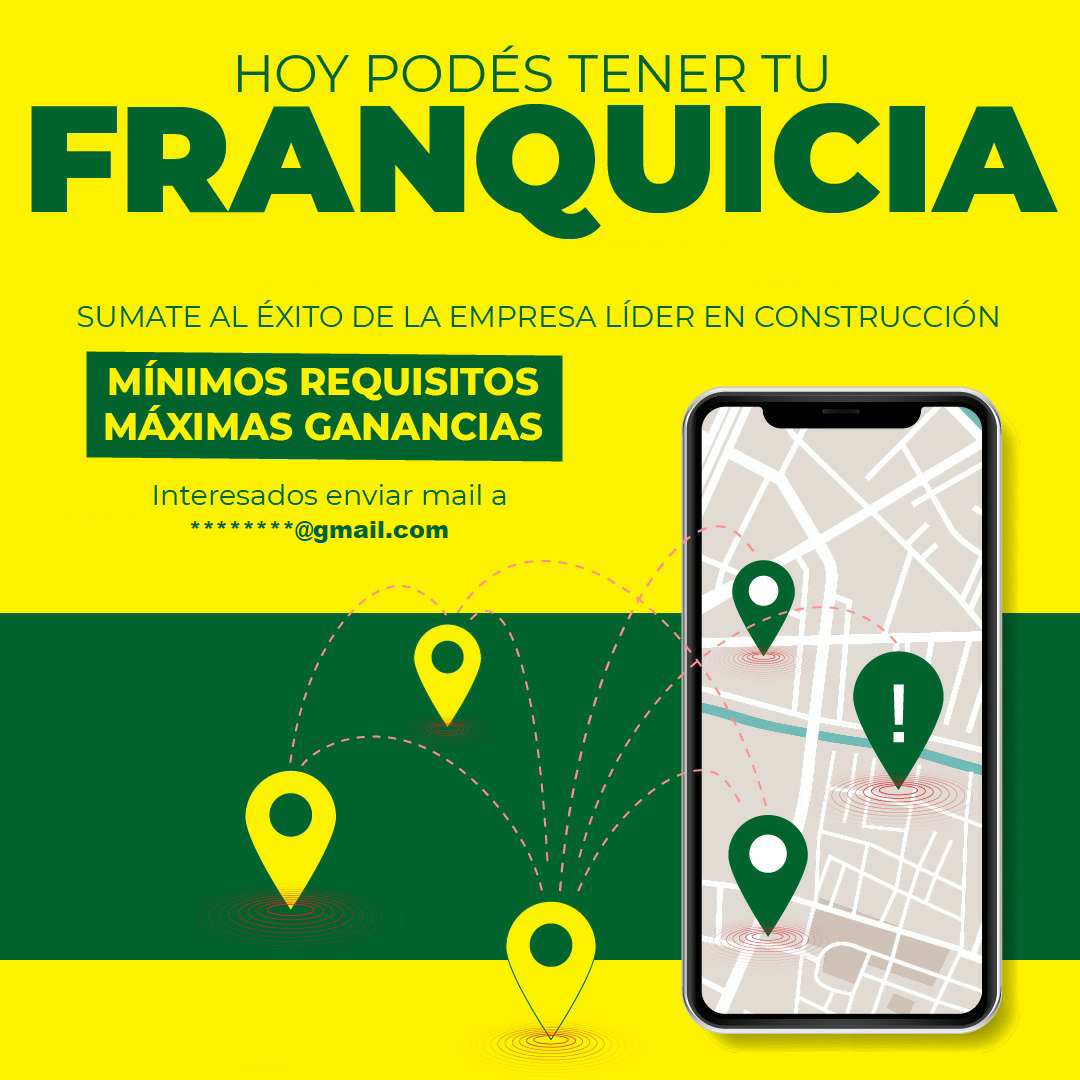 HOY PODÉS TENER TU
FRANQUICIA
SUMATE AL ÉXITO DE LA EMPRESA LÍDER EN CONSTRUCCIÓN
MÍNIMOS REQUISITOS
MÁXIMAS GANANCIAS
Interesados enviar mail a
********@gmail.com
!